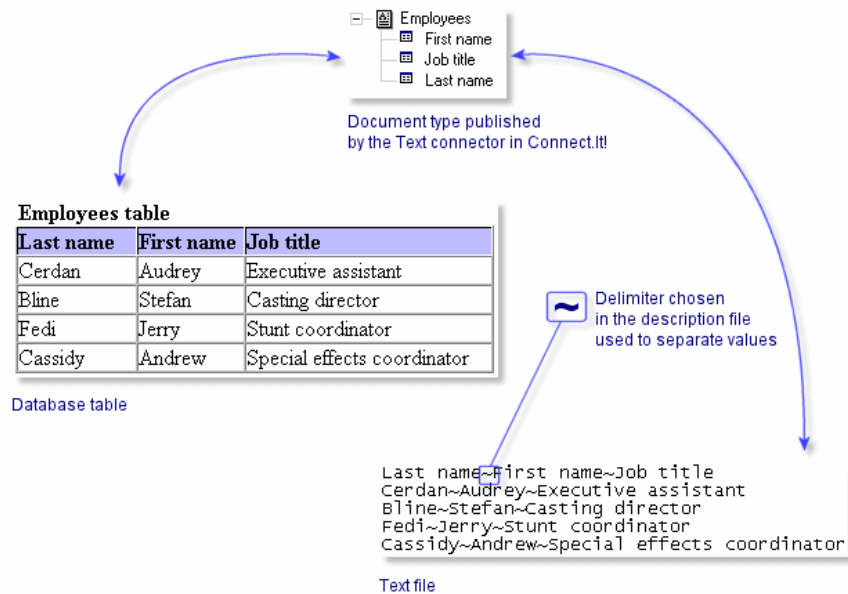 Employees
First name
Job title
Last name
Document type published
by the Text connector in Connect.It!
Employees table
Last name First name Job title
Cerdan Audrey Executive assistant
Bline Stefan Casting director
Fedi Jerry Stunt coordinator
Cassidy Andrew Special effects coordinator
Database table
~
Delimiter chosen
in the description file
used to separate values
Last name~First name~Job title
Cerdan~Audrey~Executive assistant
Bline~Stefan~Casting director
Fedi~Jerry~Stunt coordinator
Cassidy~Andrew~Special effects coordinator
Text file